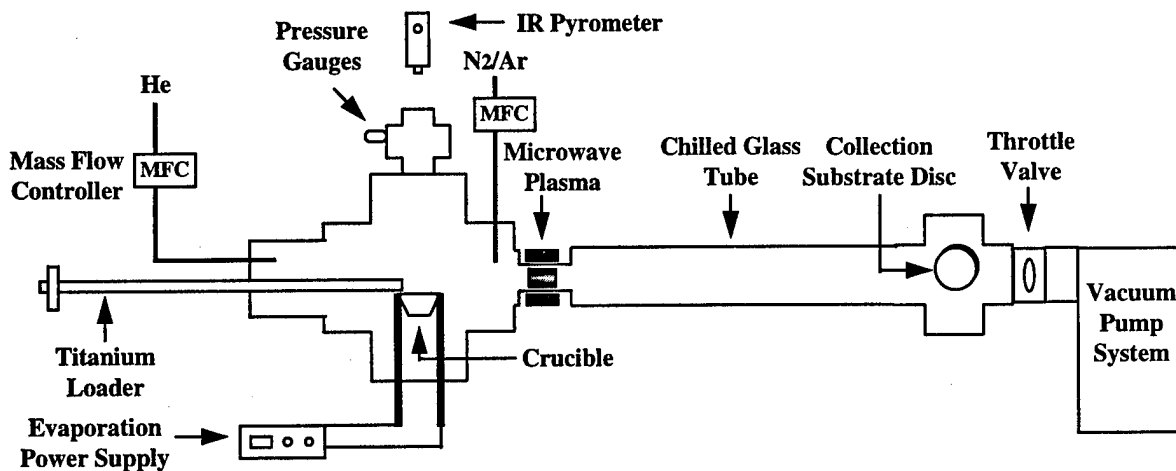 IR Pyrometer
Pressure
Gauges
N2/Ar
He
MFC
Mass Flow
Controller
MFC
Microwave
Plasma
Chilled Glass
Tube
Collection
Substrate Disc
Throttle
Valve
Vacuum
Pump
System
Titanium
Loader
Crucible
Evaporation
Power Supply